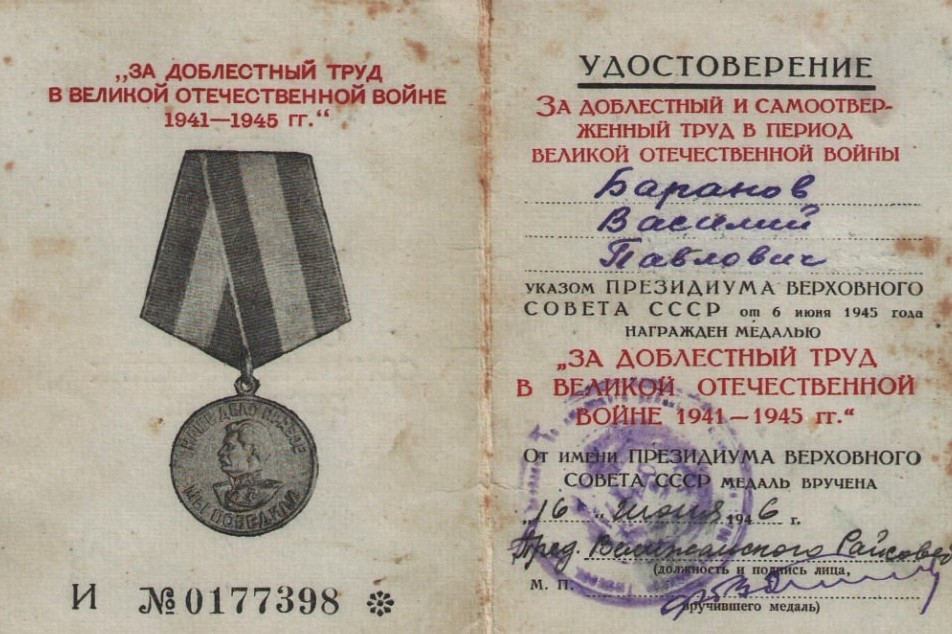 „ЗА ДОБЛЕСТНЫЙ ТРУД
В ВЕЛИКОЙ ОТЕЧЕСТВЕННОЙ ВОЙНЕ
1941—1945 гг.“
НАШЕ ДЕЛО ПРАВОЕ
МЫ ПОБЕДИЛИ
И № 0177398
УДОСТОВЕРЕНИЕ
ЗА ДОБЛЕСТНЫЙ И САМООТВЕР-
ЖЕННЫЙ ТРУД В ПЕРИОД
ВЕЛИКОЙ ОТЕЧЕСТВЕННОЙ ВОЙНЫ
Баранов
Василий
Павлович
УКАЗОМ ПРЕЗИДИУМА ВЕРХОВНОГО
СОВЕТА СССР от 6 июня 1945 года
НАГРАЖДЕН МЕДАЛЬЮ
„ЗА ДОБЛЕСТНЫЙ ТРУД
В ВЕЛИКОЙ ОТЕЧЕСТВЕННОЙ
ВОЙНЕ 1941—1945 гг.“
От имени ПРЕЗИДИУМА ВЕРХОВНОГО
СОВЕТА СССР МЕДАЛЬ ВРУЧЕНА
„16“ июня 1946 г.
Пред. Райсовета
(должность и подпись лица,
М. П.
вручившего медаль)